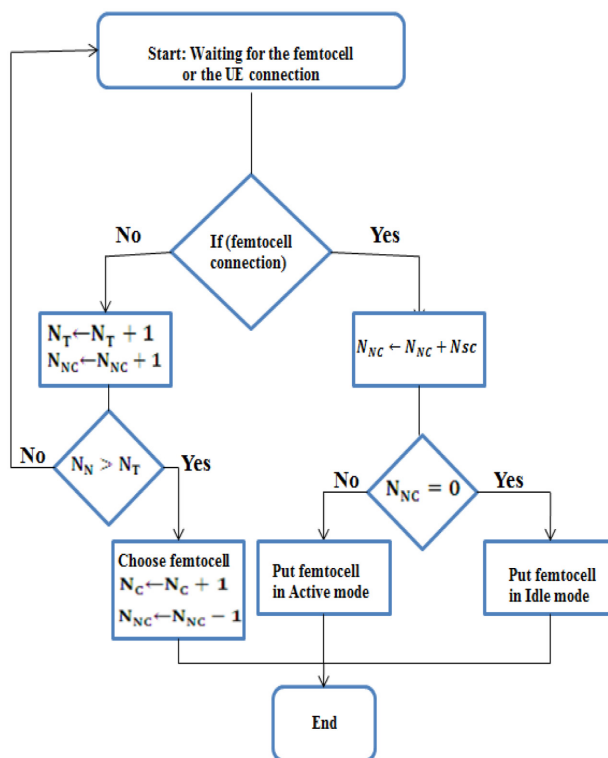 Start: Waiting for the femtocell
or the UE connection
No
If (femtocell
connection)
Yes
N_T←N_T + 1
N_NC←N_NC + 1
N_NC ← N_NC + Nsc
No
N_N > N_T
Yes
No
N_NC = 0
Yes
Choose femtocell
N_C←N_C + 1
N_NC←N_NC − 1
Put femtocell
in Active mode
Put femtocell
in Idle mode
End